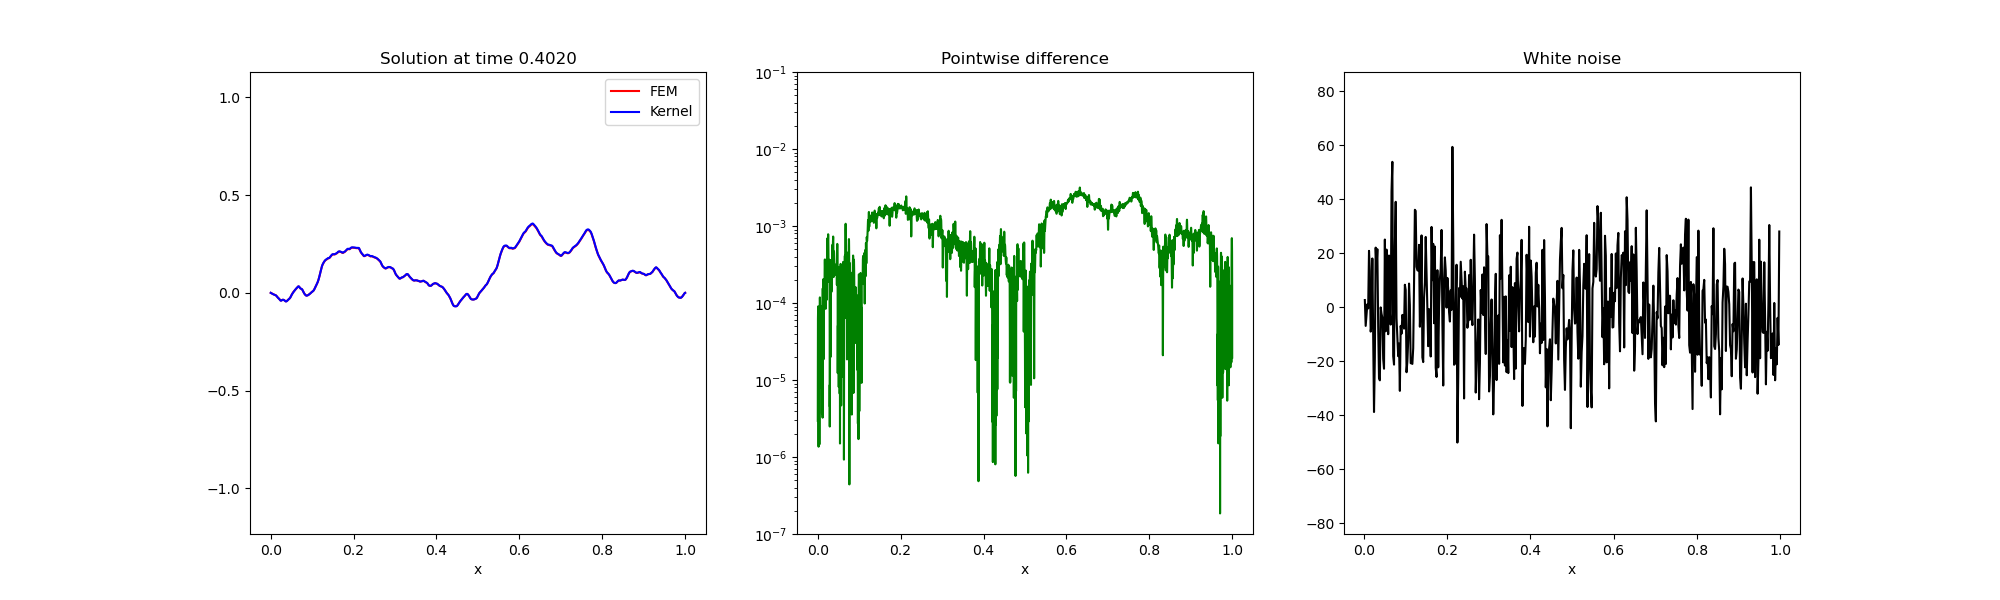 Solution at time 0.4020
1.0
0.5
0.0
−0.5
−1.0
FEM
Kernel
0.0 0.2 0.4 0.6 0.8 1.0
x
Pointwise difference
10⁻¹
10⁻²
10⁻³
10⁻⁴
10⁻⁵
10⁻⁶
10⁻⁷
0.0 0.2 0.4 0.6 0.8 1.0
x
White noise
80
60
40
20
0
−20
−40
−60
−80
0.0 0.2 0.4 0.6 0.8 1.0
x